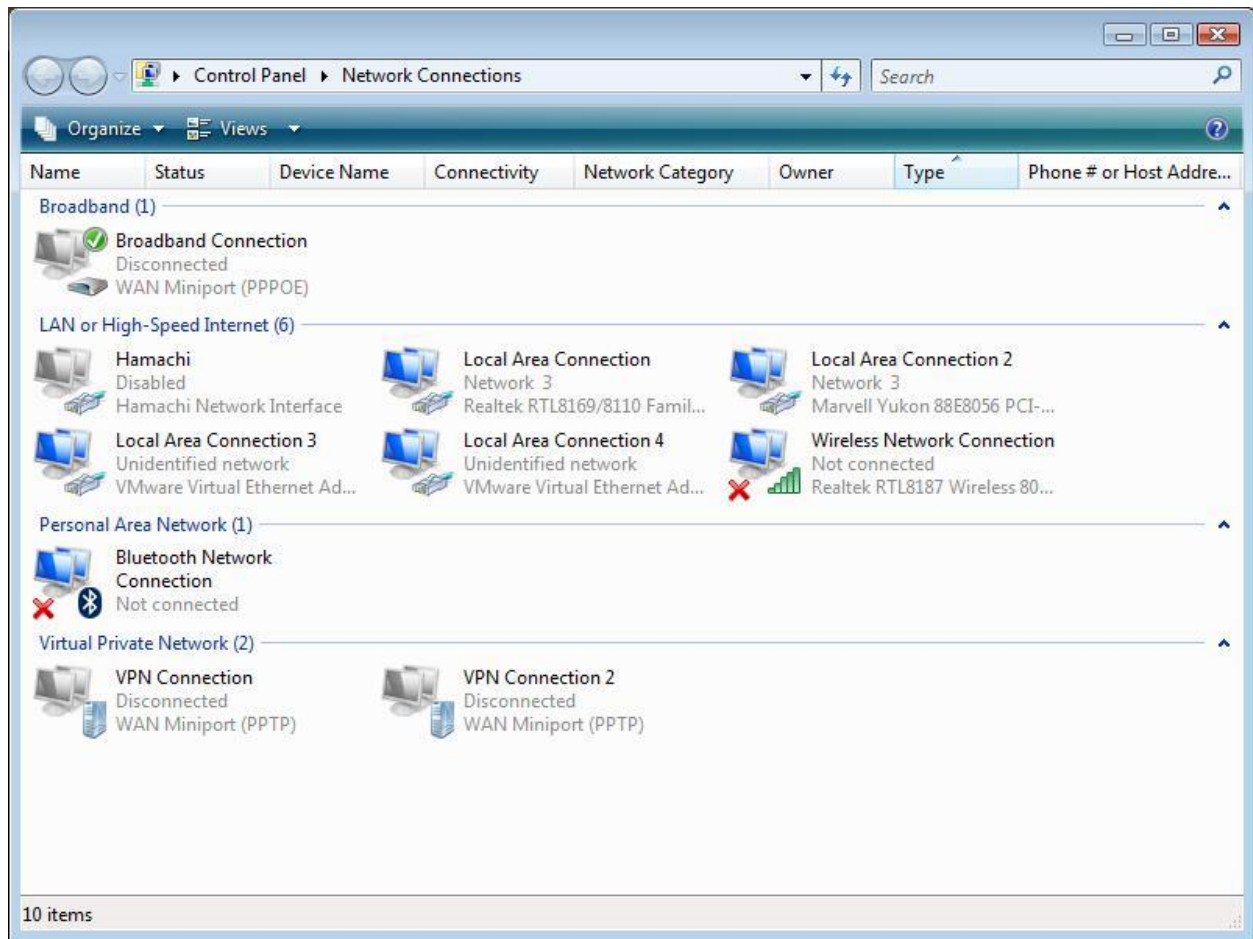 Control Panel Network Connections Search
Organize Views
Name Status Device Name Connectivity Network Category Owner Type Phone # or Host Addre...
Broadband (1)
Broadband Connection
Disconnected
WAN Miniport (PPPOE)
LAN or High-Speed Internet (6)
Hamachi
Disabled
Hamachi Network Interface
Local Area Connection
Network 3
Realtek RTL8169/8110 Famil...
Local Area Connection 2
Network 3
Marvell Yukon 88E8056 PCI-...
Local Area Connection 3
Unidentified network
VMware Virtual Ethernet Ad...
Local Area Connection 4
Unidentified network
VMware Virtual Ethernet Ad...
Wireless Network Connection
Not connected
Realtek RTL8187 Wireless 80...
Personal Area Network (1)
Bluetooth Network
Connection
Not connected
Virtual Private Network (2)
VPN Connection
Disconnected
WAN Miniport (PPTP)
VPN Connection 2
Disconnected
WAN Miniport (PPTP)
10 items